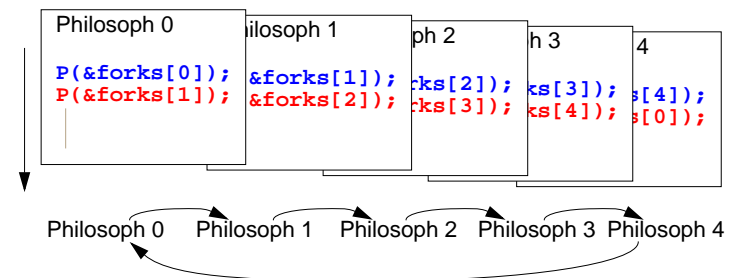 Philosoph 0
P(&forks[0]);
P(&forks[1]);
ilosoph 1
&forks[1]);
&forks[2]);
ph 2
rks[2]);
rks[3]);
h 3
ks[3]);
ks[4]);
4
s[4]);
s[0]);
Philosoph 0 Philosoph 1 Philosoph 2 Philosoph 3 Philosoph 4